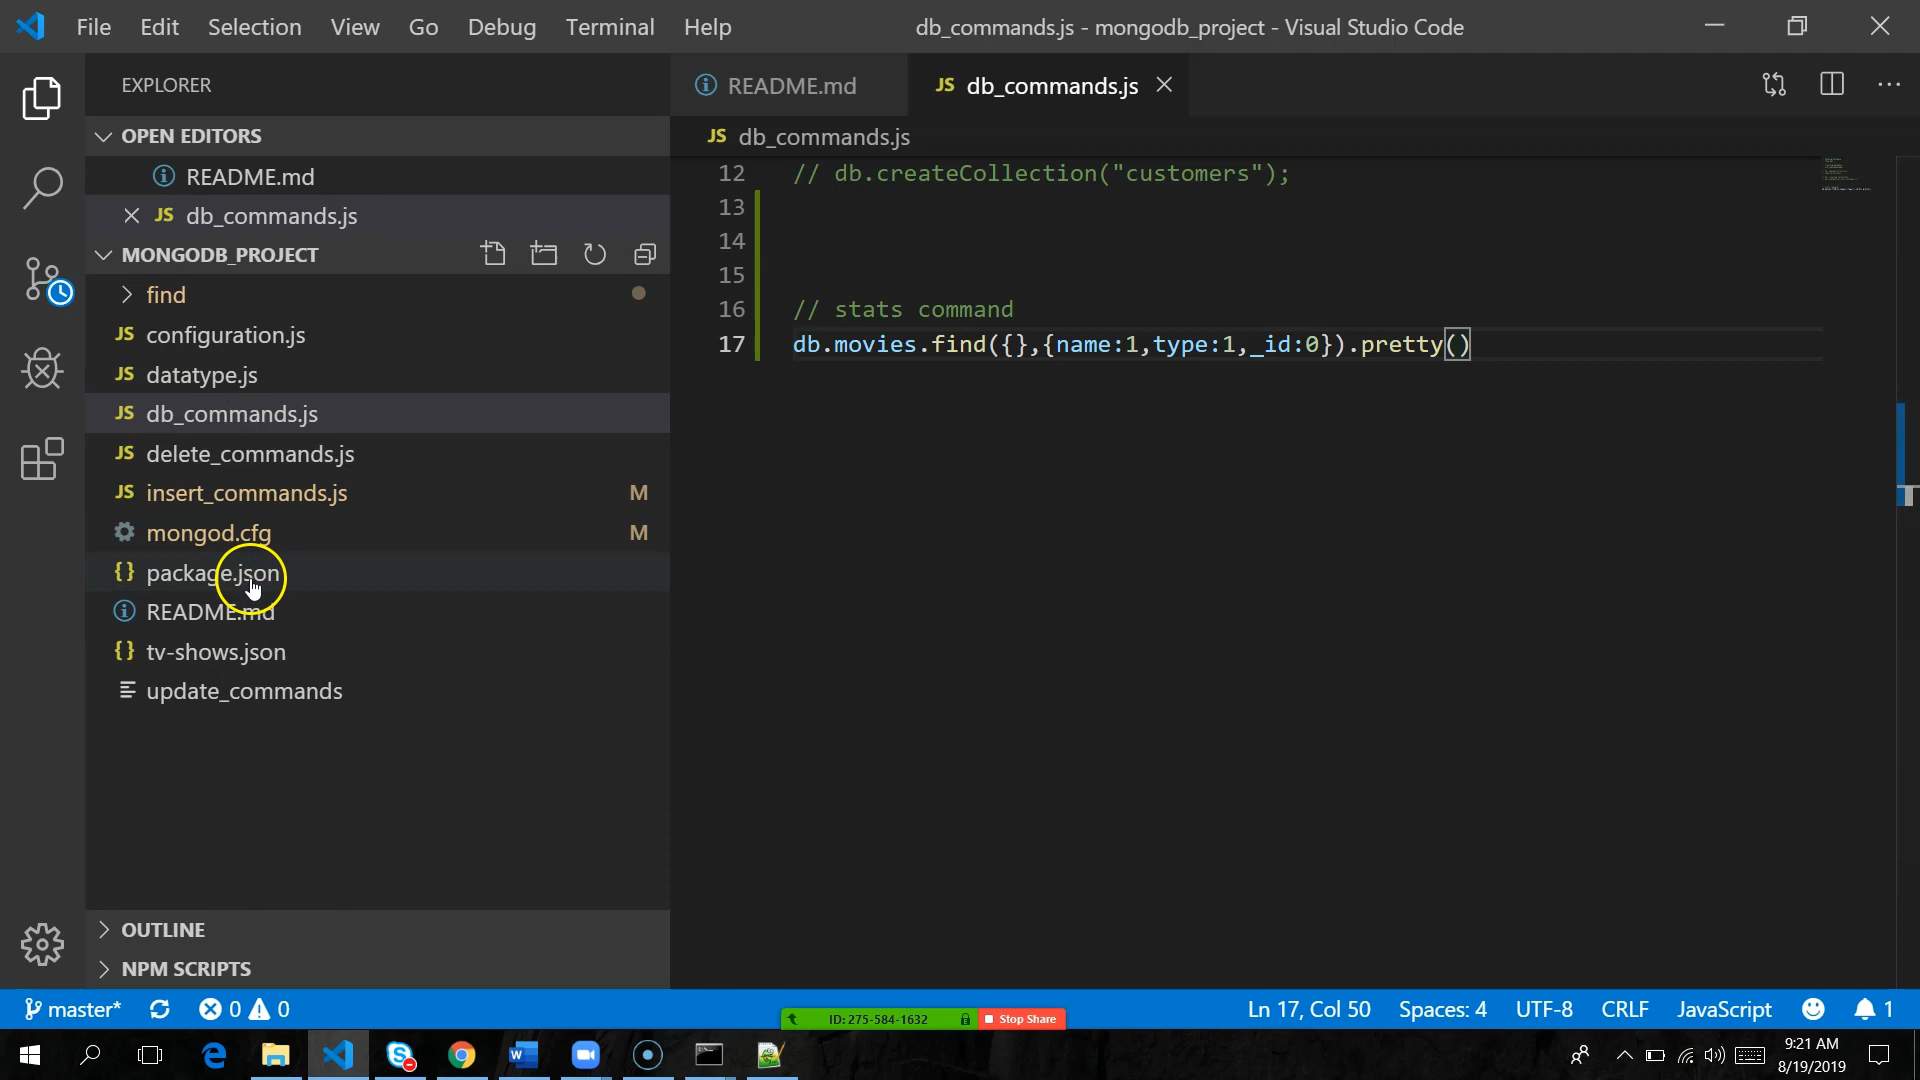 File Edit Selection View Go Debug Terminal Help db_commands.js - mongodb_project - Visual Studio Code
EXPLORER
OPEN EDITORS
README.md
JS db_commands.js
MONGODB_PROJECT
find
JS configuration.js
JS datatype.js
JS db_commands.js
JS delete_commands.js
JS insert_commands.js M
mongod.cfg M
{} package.json
README.md
{} tv-shows.json
update_commands
OUTLINE
NPM SCRIPTS
README.md JS db_commands.js
JS db_commands.js
12 // db.createCollection("customers");
13
14
15
16 // stats command
17 db.movies.find({},{name:1,type:1,_id:0}).pretty()
master* 0 0 Ln 17, Col 50 Spaces: 4 UTF-8 CRLF JavaScript 1
ID: 275-584-1632 Stop Share
9:21 AM
8/19/2019